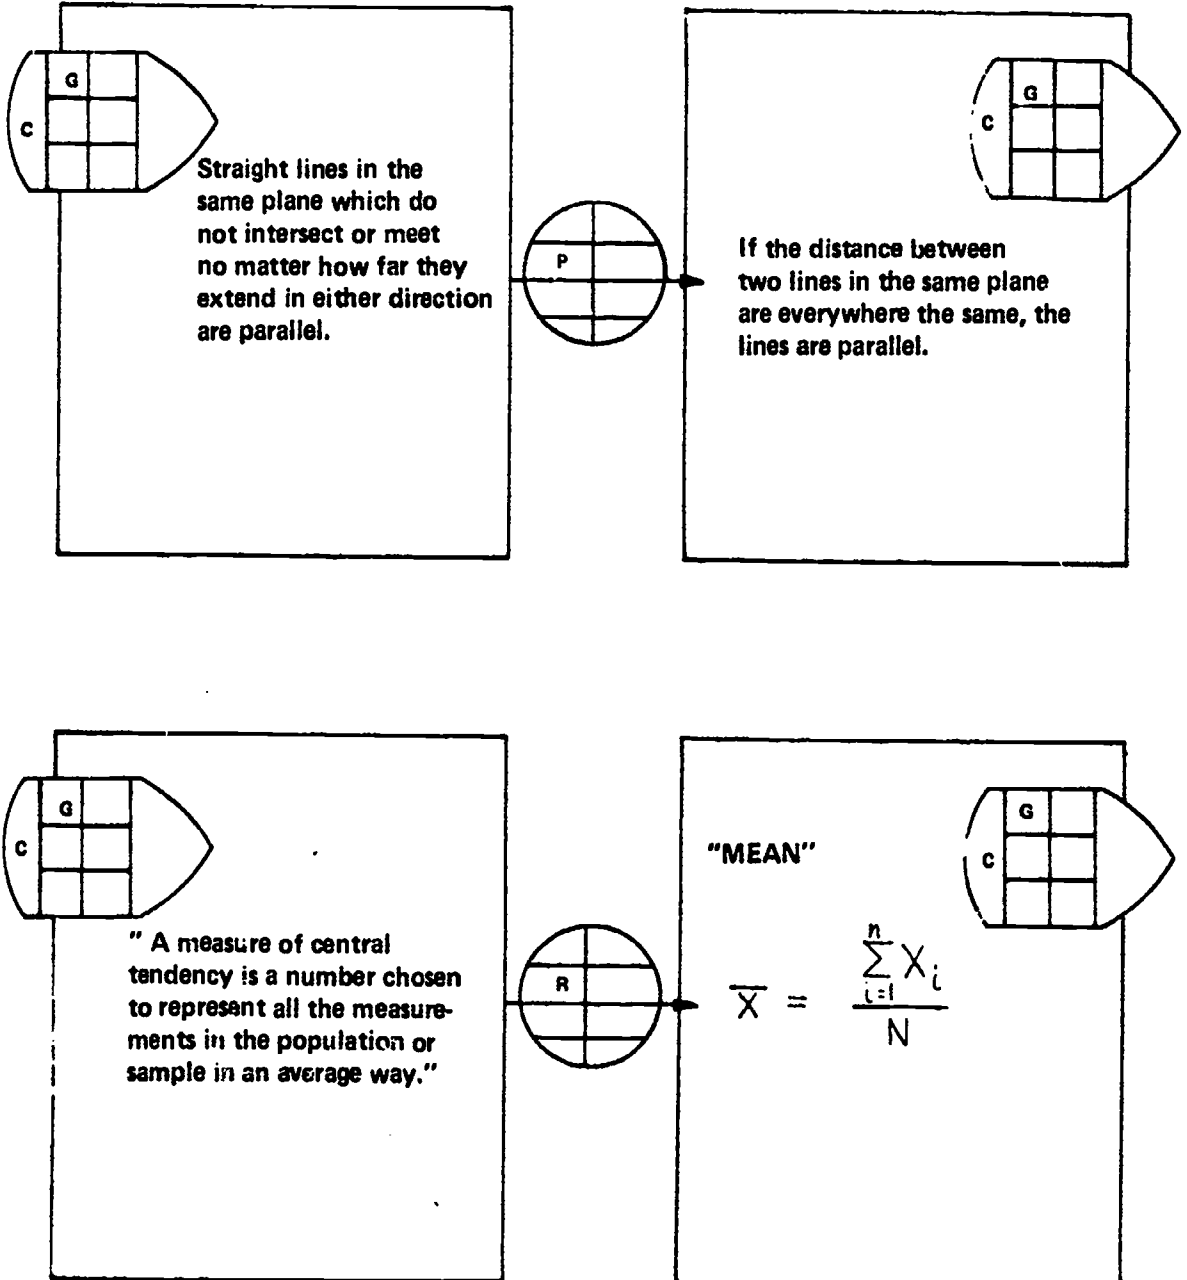 G
C
Straight lines in the
same plane which do
not intersect or meet
no matter how far they
extend in either direction
are parallel.
P
G
C
If the distance between
two lines in the same plane
are everywhere the same, the
lines are parallel.
G
C
" A measure of central
tendency is a number chosen
to represent all the measure-
ments in the population or
sample in an average way."
R
G
C
"MEAN"
X̄ = ∑ᵢ₌₁ⁿ Xᵢ / N